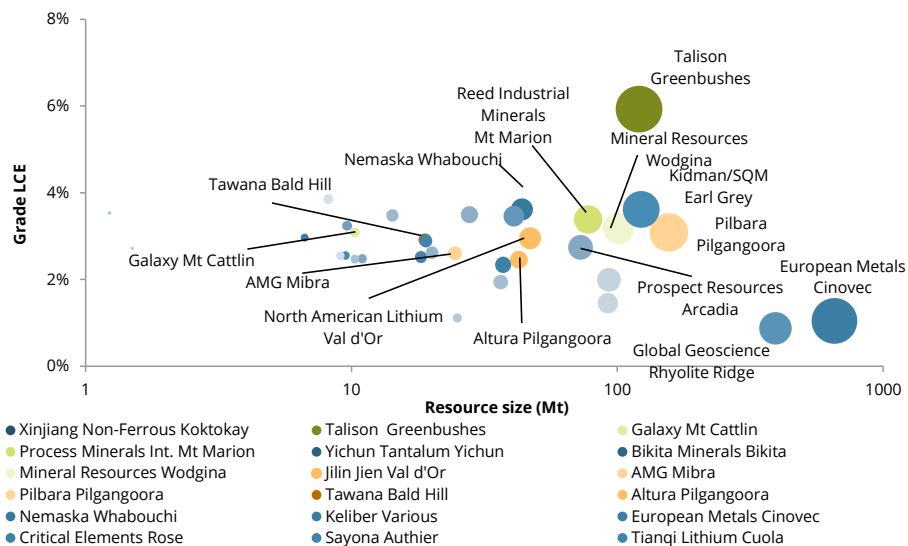 8%
Talison
Greenbushes
6%
Reed Industrial
Minerals
Mt Marion
Mineral Resources
Wodgina
Nemaska Whabouchi
Kidman/SQM
Earl Grey
Tawana Bald Hill
4%
Grade LCE
Pilbara
Pilgangoora
Galaxy Mt Cattlin
European Metals
Cinovec
AMG Mibra
2%
Prospect Resources
Arcadia
North American Lithium
Val d'Or
Altura Pilgangoora
Global Geoscience
Rhyolite Ridge
0%
1 10 100 1000
Resource size (Mt)
Xinjiang Non-Ferrous Koktokay Talison Greenbushes Galaxy Mt Cattlin
Process Minerals Int. Mt Marion Yichun Tantalum Yichun Bikita Minerals Bikita
Mineral Resources Wodgina Jilin Jien Val d'Or AMG Mibra
Pilbara Pilgangoora Tawana Bald Hill Altura Pilgangoora
Nemaska Whabouchi Keliber Various European Metals Cinovec
Critical Elements Rose Sayona Authier Tianqi Lithium Cuola